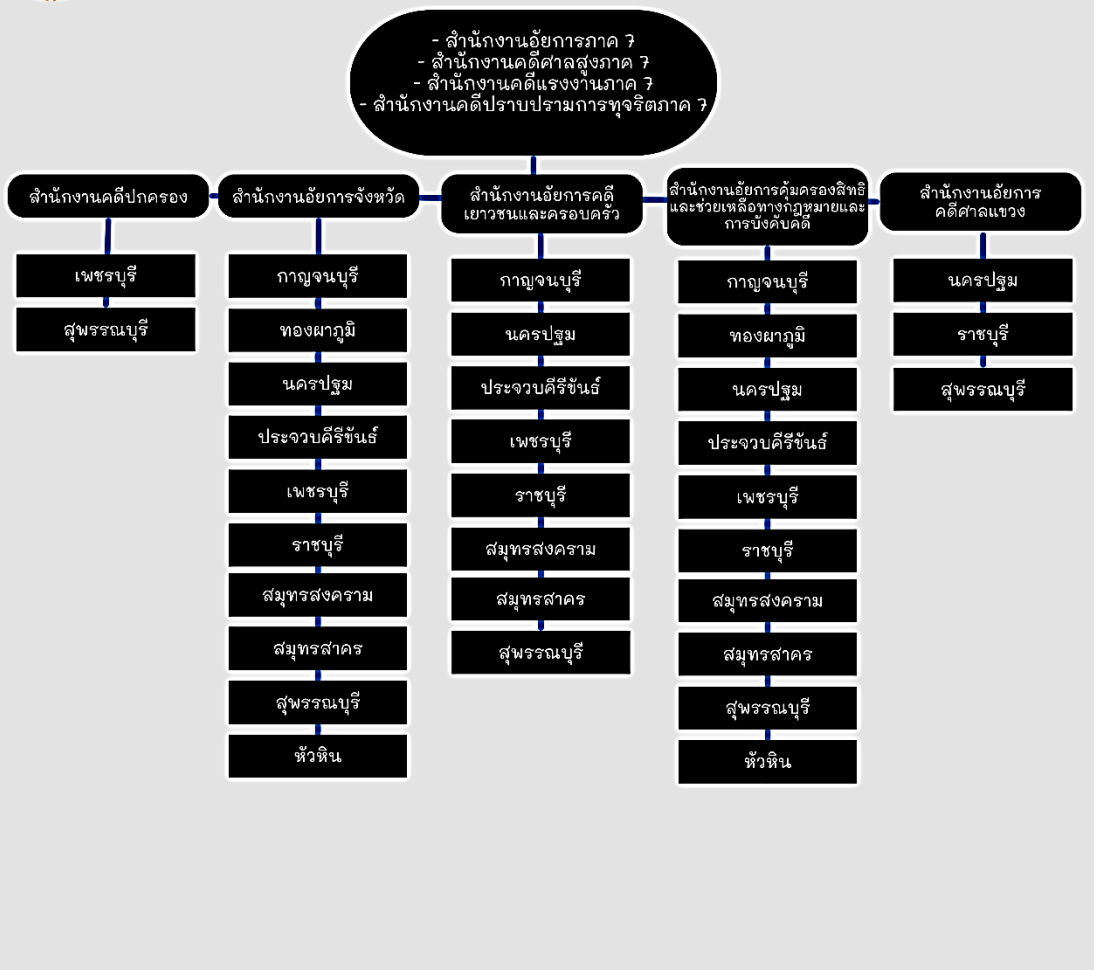 - สำนักงานอัยการภาค 7
- สำนักงานคดีศาลสูงภาค 7
- สำนักงานคดีแรงงานภาค 7
- สำนักงานคดีปราบปรามการทุจริตภาค 7
สำนักงานคดีปกครอง
เพชรบุรี
สุพรรณบุรี
สำนักงานอัยการจังหวัด
กาญจนบุรี
ทองผาภูมิ
นครปฐม
ประจวบคีรีขันธ์
เพชรบุรี
ราชบุรี
สมุทรสงคราม
สมุทรสาคร
สุพรรณบุรี
หัวหิน
สำนักงานอัยการคดี
เยาวชนและครอบครัว
กาญจนบุรี
นครปฐม
ประจวบคีรีขันธ์
เพชรบุรี
ราชบุรี
สมุทรสงคราม
สมุทรสาคร
สุพรรณบุรี
สำนักงานอัยการคุ้มครองสิทธิ
และช่วยเหลือทางกฎหมายและ
การบังคับคดี
กาญจนบุรี
ทองผาภูมิ
นครปฐม
ประจวบคีรีขันธ์
เพชรบุรี
ราชบุรี
สมุทรสงคราม
สมุทรสาคร
สุพรรณบุรี
หัวหิน
สำนักงานอัยการ
คดีศาลแขวง
นครปฐม
ราชบุรี
สุพรรณบุรี